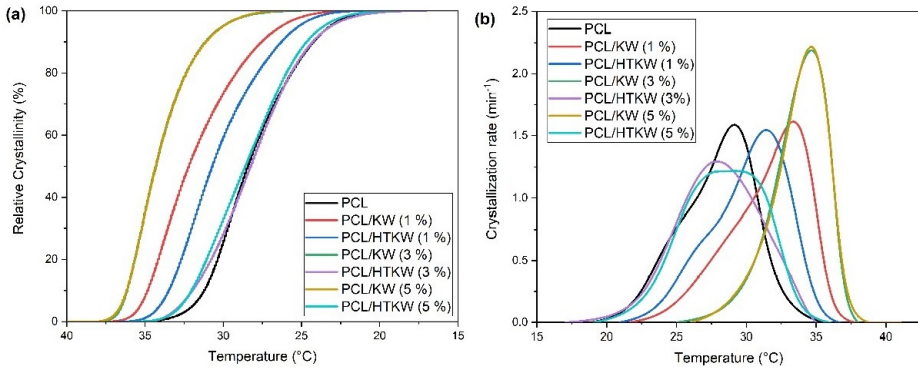 (a)
100
80
60
40
20
0
Relative Crystallinity (%)
PCL
PCL/KW (1 %)
PCL/HTKW (1 %)
PCL/KW (3 %)
PCL/HTKW (3 %)
PCL/KW (5 %)
PCL/HTKW (5 %)
40 35 30 25 20 15
Temperature (°C)
(b)
2.5
2.0
1.5
1.0
0.5
0.0
Crystallization rate (min⁻¹)
PCL
PCL/KW (1 %)
PCL/HTKW (1 %)
PCL/KW (3 %)
PCL/HTKW (3%)
PCL/KW (5 %)
PCL/HTKW (5 %)
15 20 25 30 35 40
Temperature (°C)